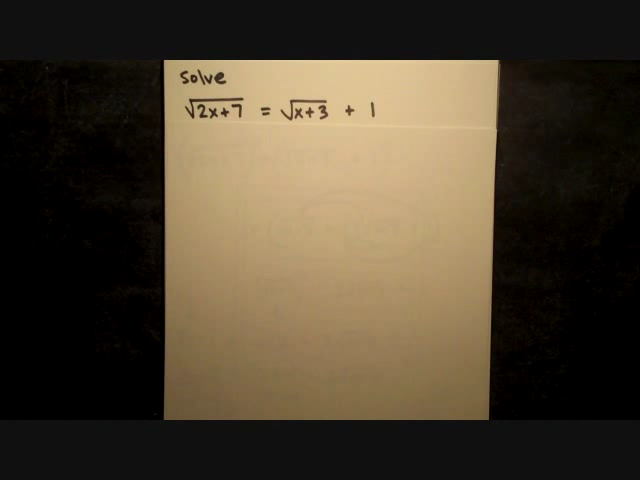 solve
√2x+7 = √x+3 + 1